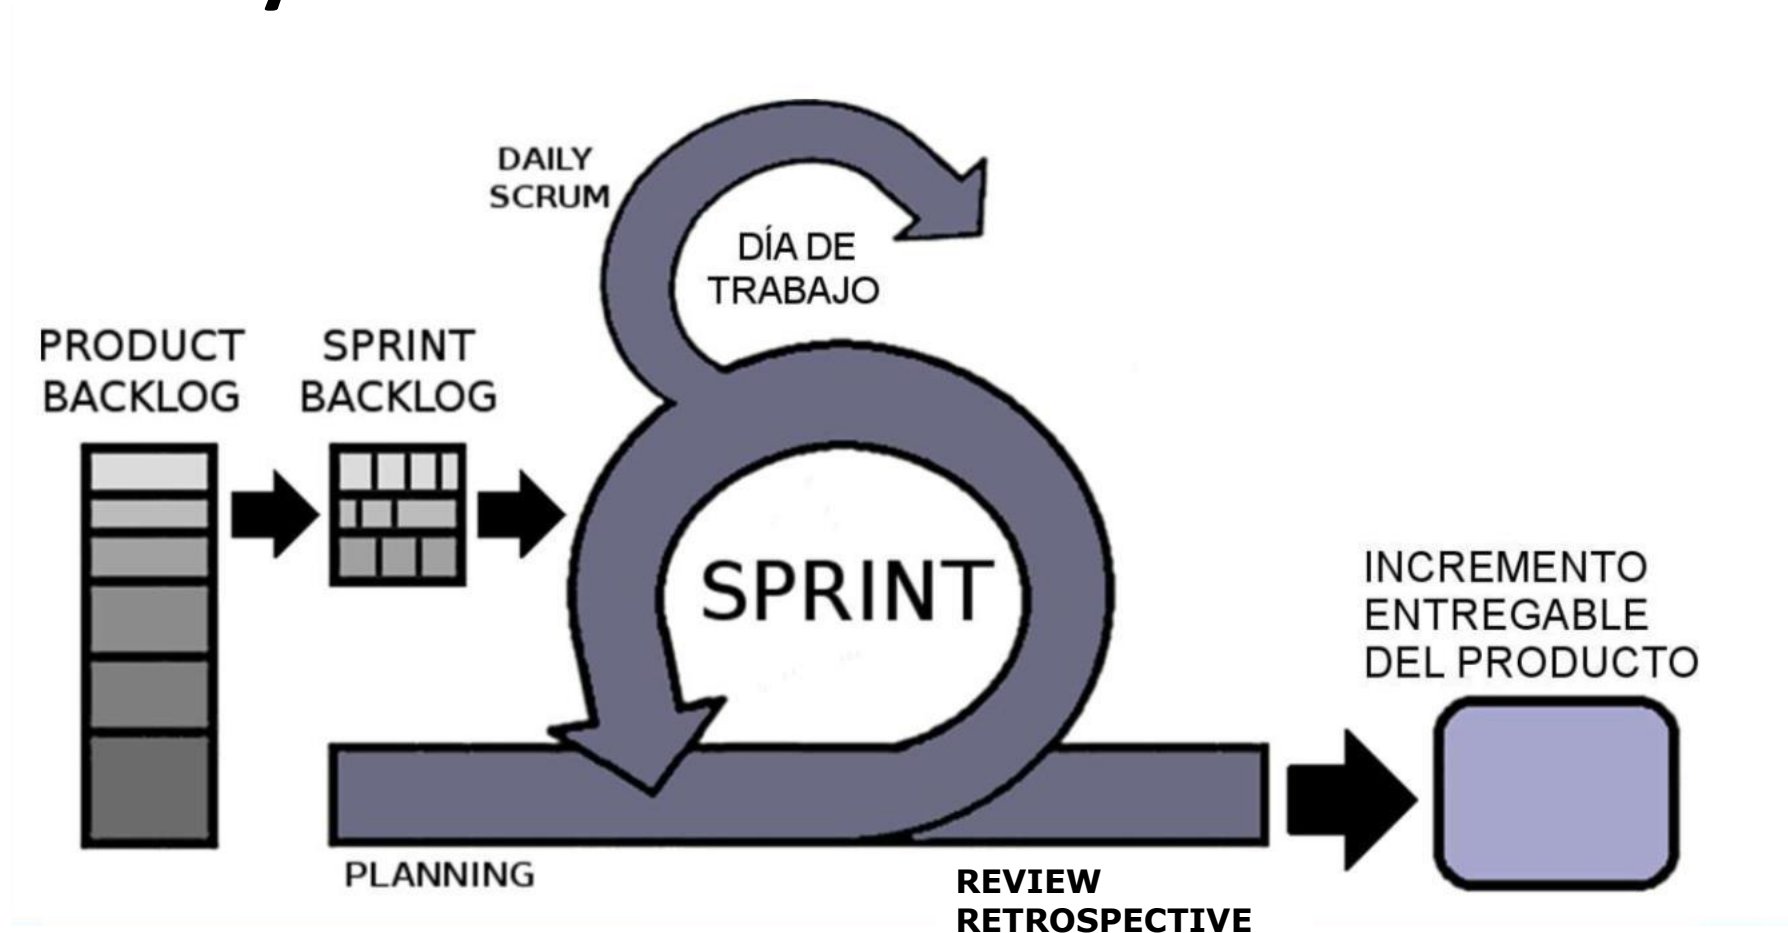 DAILY
SCRUM
DÍA DE
TRABAJO
PRODUCT
BACKLOG
SPRINT
BACKLOG
SPRINT
INCREMENTO
ENTREGABLE
DEL PRODUCTO
PLANNING
REVIEW
RETROSPECTIVE